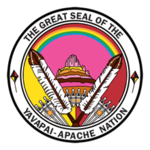 THE GREAT SEAL OF THE
YAVAPAI-APACHE NATION